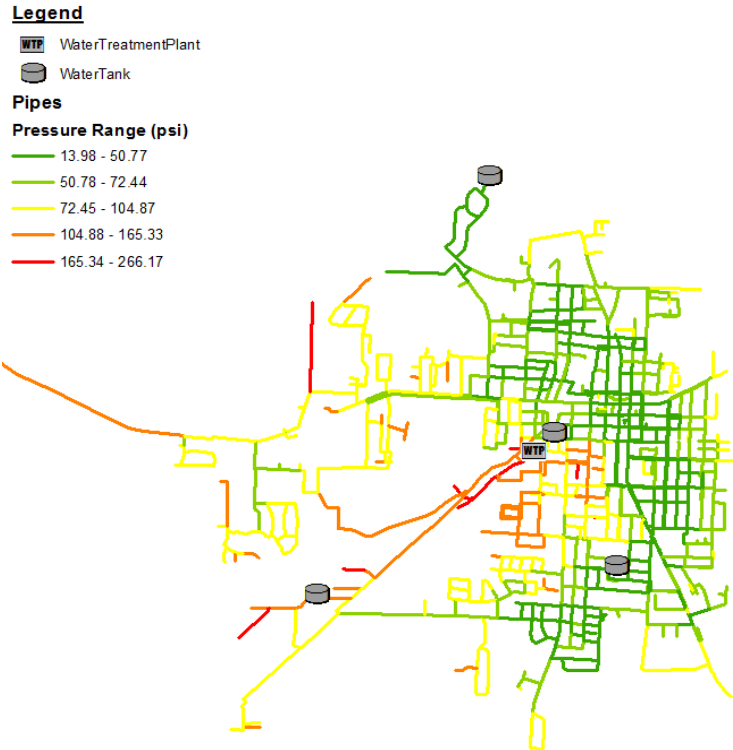 Legend
WTP WaterTreatmentPlant
WaterTank
Pipes
Pressure Range (psi)
13.98 - 50.77
50.78 - 72.44
72.45 - 104.87
104.88 - 165.33
165.34 - 266.17
WTP